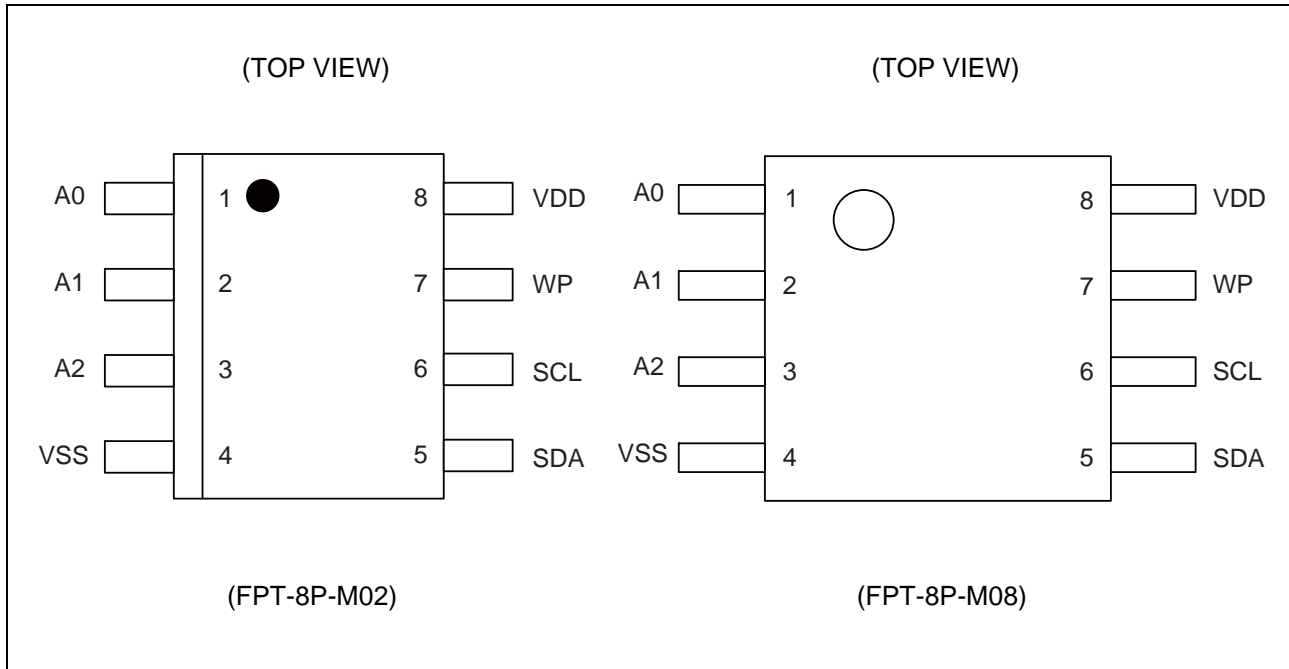 (TOP VIEW)
A0 1 8 VDD
A1 2 7 WP
A2 3 6 SCL
VSS 4 5 SDA
(FPT-8P-M02)
(TOP VIEW)
A0 1 8 VDD
A1 2 7 WP
A2 3 6 SCL
VSS 4 5 SDA
(FPT-8P-M08)